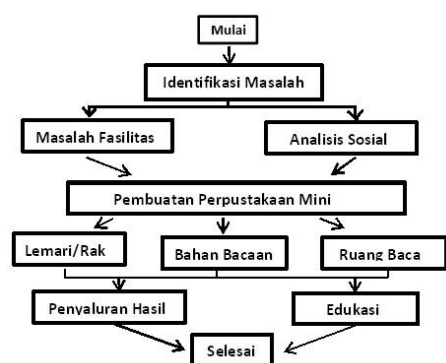 Mulai
Identifikasi Masalah
Masalah Fasilitas
Analisis Sosial
Pembuatan Perpustakaan Mini
Lemari/Rak
Bahan Bacaan
Ruang Baca
Penyaluran Hasil
Edukasi
Selesai